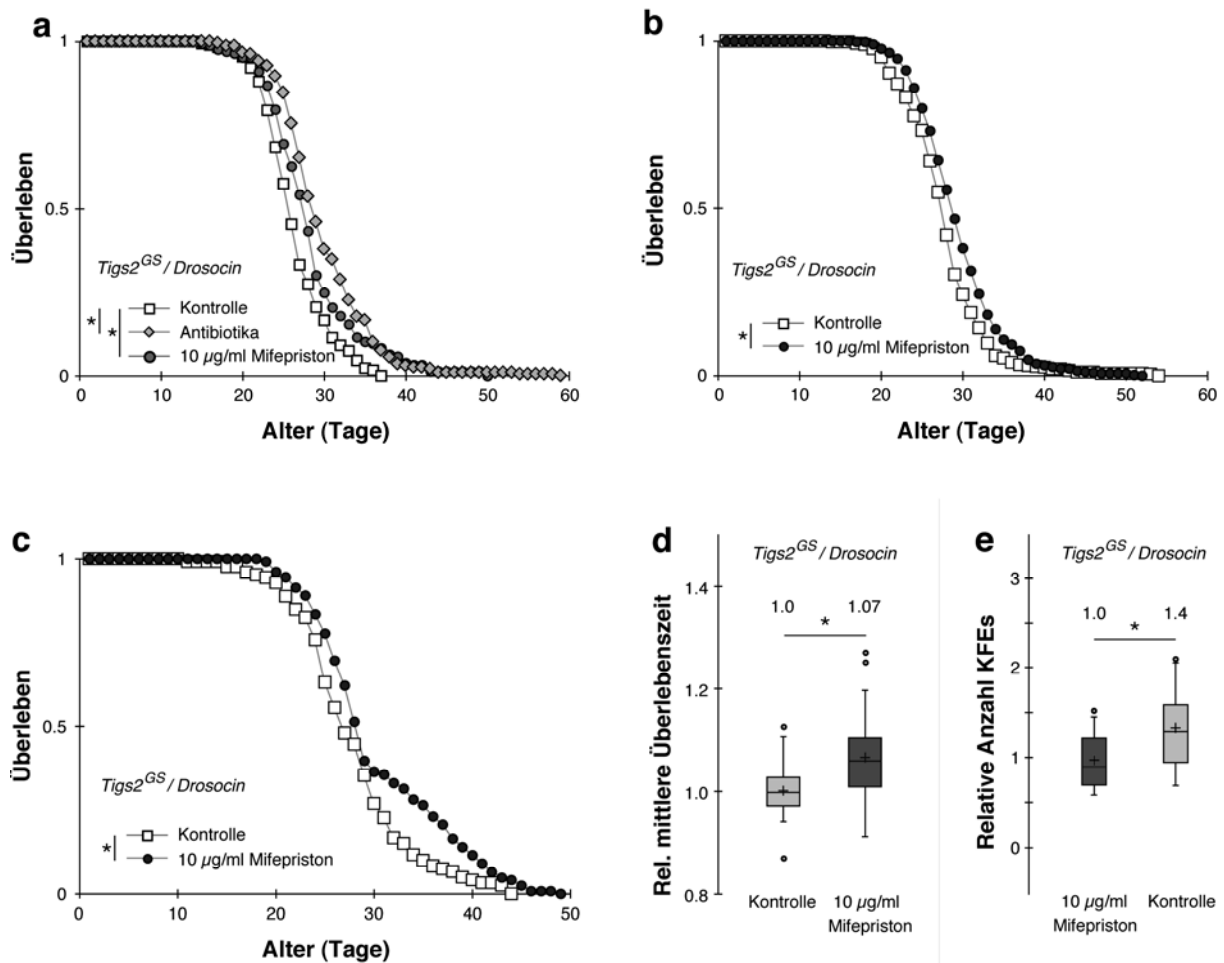 a
1
0.5
0
0
10
20
30
40
50
60
Überleben
Alter (Tage)
Tigs2GS / Drosocin
Kontrolle
Antibiotika
10 µg/ml Mifepriston
*
*
b
1
0.5
0
0
10
20
30
40
50
60
Überleben
Alter (Tage)
Tigs2GS / Drosocin
Kontrolle
10 µg/ml Mifepriston
*
c
1
0.5
0
0
10
20
30
40
50
Überleben
Alter (Tage)
Tigs2GS / Drosocin
Kontrolle
10 µg/ml Mifepriston
*
d
Tigs2GS / Drosocin
Rel. mittlere Überlebenszeit
1.4
1.2
1.0
0.8
1.0
1.07
*
Kontrolle
10 µg/ml
Mifepriston
e
Tigs2GS / Drosocin
Relative Anzahl KFEs
3
2
1
0
1.0
1.4
*
10 µg/ml
Mifepriston
Kontrolle